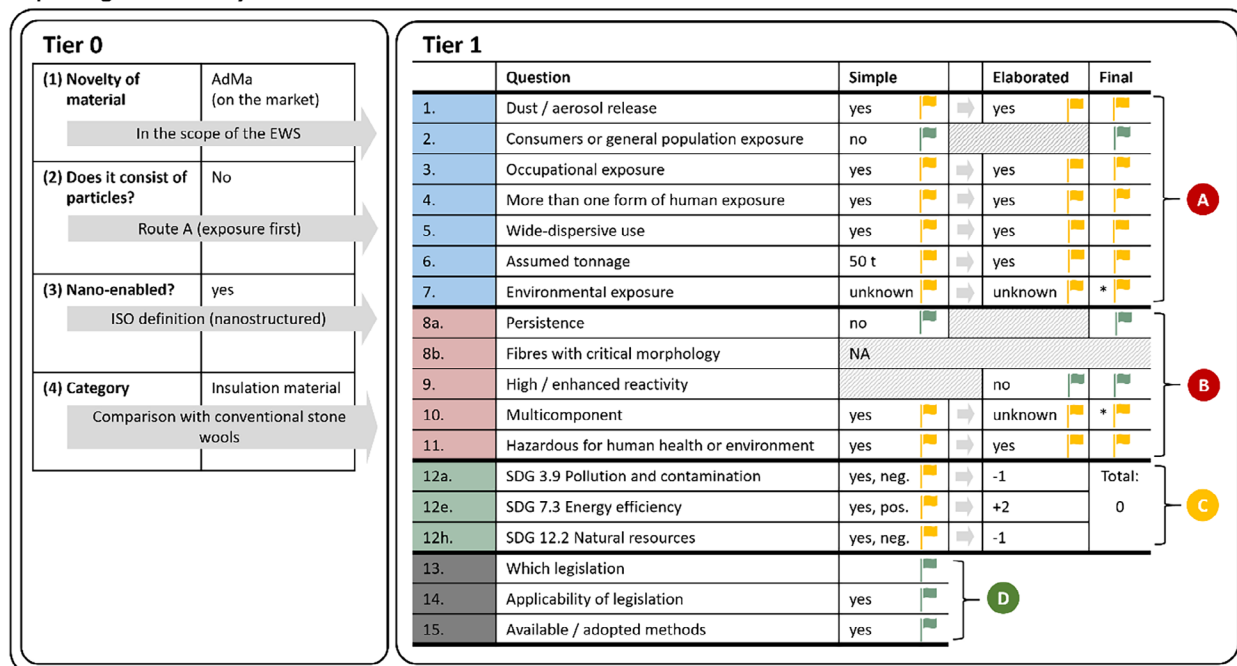 Tier 0
(1) Novelty of material
AdMa (on the market)
In the scope of the EWS
(2) Does it consist of particles?
No
Route A (exposure first)
(3) Nano-enabled?
yes
ISO definition (nanostructured)
(4) Category
Insulation material
Comparison with conventional stone wools
Tier 1
Question Simple Elaborated Final
1. Dust / aerosol release yes yes
2. Consumers or general population exposure no
3. Occupational exposure yes yes
4. More than one form of human exposure yes yes
5. Wide-dispersive use yes yes
6. Assumed tonnage 50 t yes
7. Environmental exposure unknown unknown *
A
8a. Persistence no
8b. Fibres with critical morphology NA
9. High / enhanced reactivity no
10. Multicomponent yes unknown *
11. Hazardous for human health or environment yes yes
B
12a. SDG 3.9 Pollution and contamination yes, neg. -1 Total:
12e. SDG 7.3 Energy efficiency yes, pos. +2 0
12h. SDG 12.2 Natural resources yes, neg. -1
C
13. Which legislation
14. Applicability of legislation yes
15. Available / adopted methods yes
D